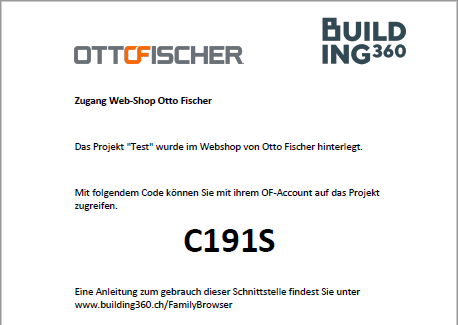 OTTOFISCHER
BUILD
ING360
Zugang Web-Shop Otto Fischer
Das Projekt "Test" wurde im Webshop von Otto Fischer hinterlegt.
Mit folgendem Code können Sie mit ihrem OF-Account auf das Projekt
zugreifen.
C191S
Eine Anleitung zum gebrauch dieser Schnittstelle findest Sie unter
www.building360.ch/FamilyBrowser